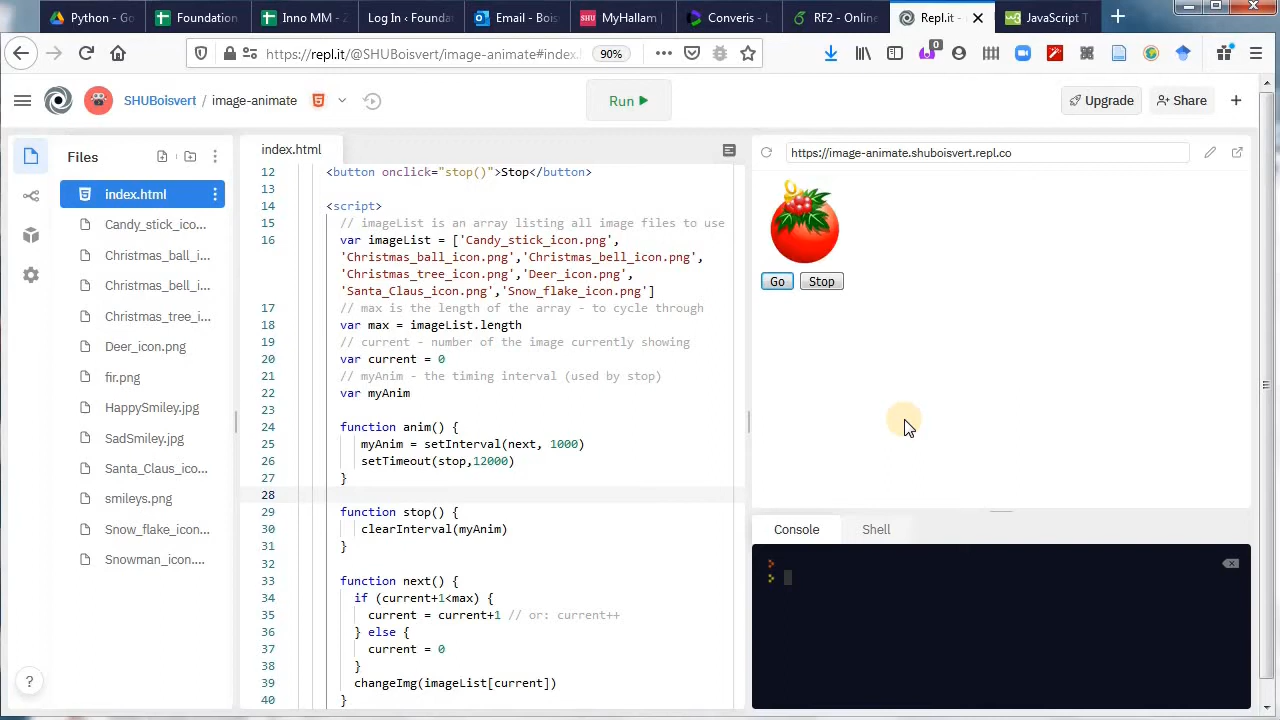 Python - Go
Foundation
Intro MM - Z
Log In ‹ Founda
Email - Bois
SHU MyHallam
Converis - L
RF2 - Online
Repl.it -
JavaScript T
https://repl.it/@SHUBoisvert/image-animate#index.
90%
0
SHUBoisvert / image-animate
Run
Upgrade
Share
Files
index.html
Candy_stick_ico...
Christmas_ball_i...
Christmas_bell_i...
Christmas_tree_i...
Deer_icon.png
fir.png
HappySmiley.jpg
SadSmiley.jpg
Santa_Claus_ico...
smileys.png
Snow_flake_icon...
Snowman_icon....
?
index.html
12 <button onclick="stop()">Stop</button>
13
14 <script>
15 // imageList is an array listing all image files to use
16 var imageList = ['Candy_stick_icon.png',
'Christmas_ball_icon.png','Christmas_bell_icon.png',
'Christmas_tree_icon.png','Deer_icon.png',
'Santa_Claus_icon.png','Snow_flake_icon.png']
17 // max is the length of the array - to cycle through
18 var max = imageList.length
19 // current - number of the image currently showing
20 var current = 0
21 // myAnim - the timing interval (used by stop)
22 var myAnim
23
24 function anim() {
25 myAnim = setInterval(next, 1000)
26 setTimeout(stop,12000)
27 }
28
29 function stop() {
30 clearInterval(myAnim)
31 }
32
33 function next() {
34 if (current+1<max) {
35 current = current+1 // or: current++
36 } else {
37 current = 0
38 }
39 changeImg(imageList[current])
40 }
https://image-animate.shuboisvert.repl.co
Go Stop
Console Shell